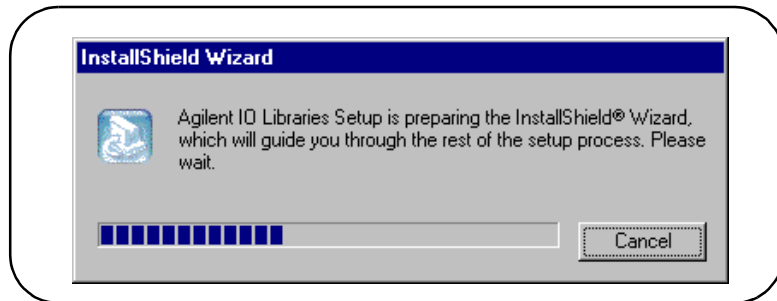 InstallShield Wizard
Agilent IO Libraries Setup is preparing the InstallShield® Wizard,
which will guide you through the rest of the setup process. Please
wait.
Cancel